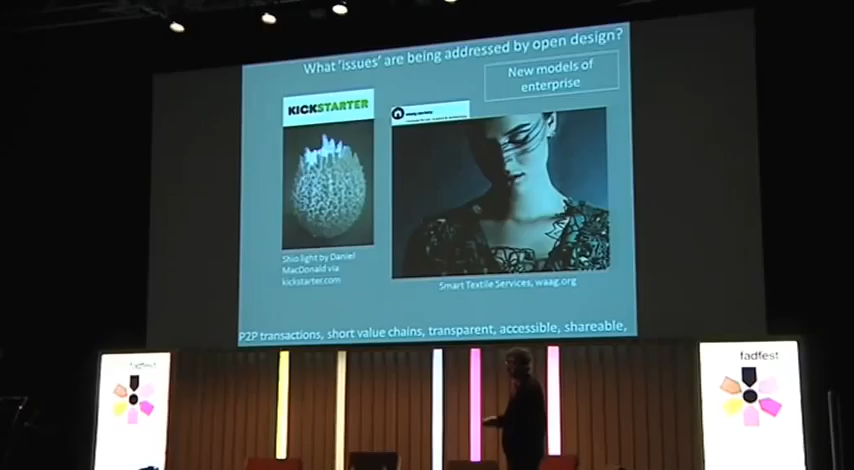 What 'issues' are being addressed by open design?
New models of
enterprise
KICKSTARTER
Shio light by Daniel
MacDonald via
kickstarter.com
Smart Textile Services, waag.org
P2P transactions, short value chains, transparent, accessible, shareable,
fadfest
fadfest